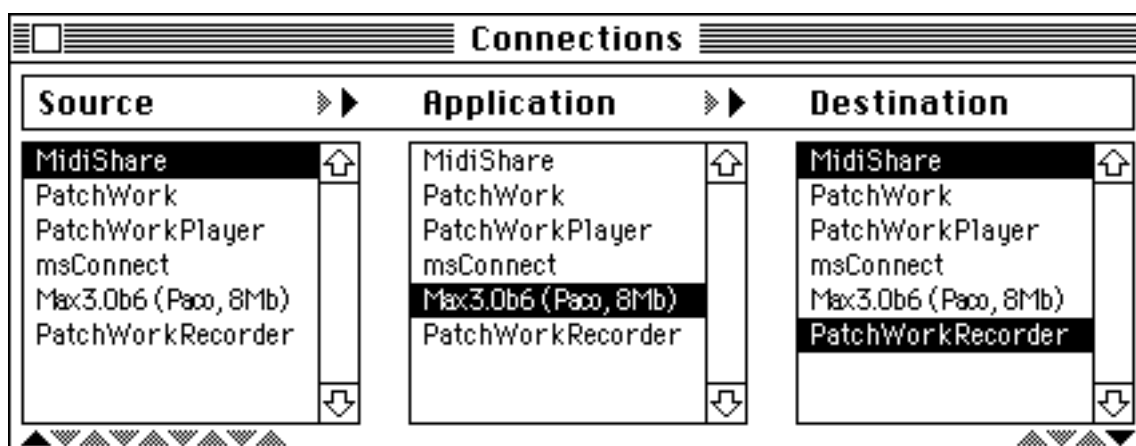 Connections
Source
Application
Destination
MidiShare
PatchWork
PatchWorkPlayer
msConnect
Max3.0b6 (Paco, 8Mb)
PatchWorkRecorder
MidiShare
PatchWork
PatchWorkPlayer
msConnect
Max3.0b6 (Paco, 8Mb)
PatchWorkRecorder
MidiShare
PatchWork
PatchWorkPlayer
msConnect
Max3.0b6 (Paco, 8Mb)
PatchWorkRecorder